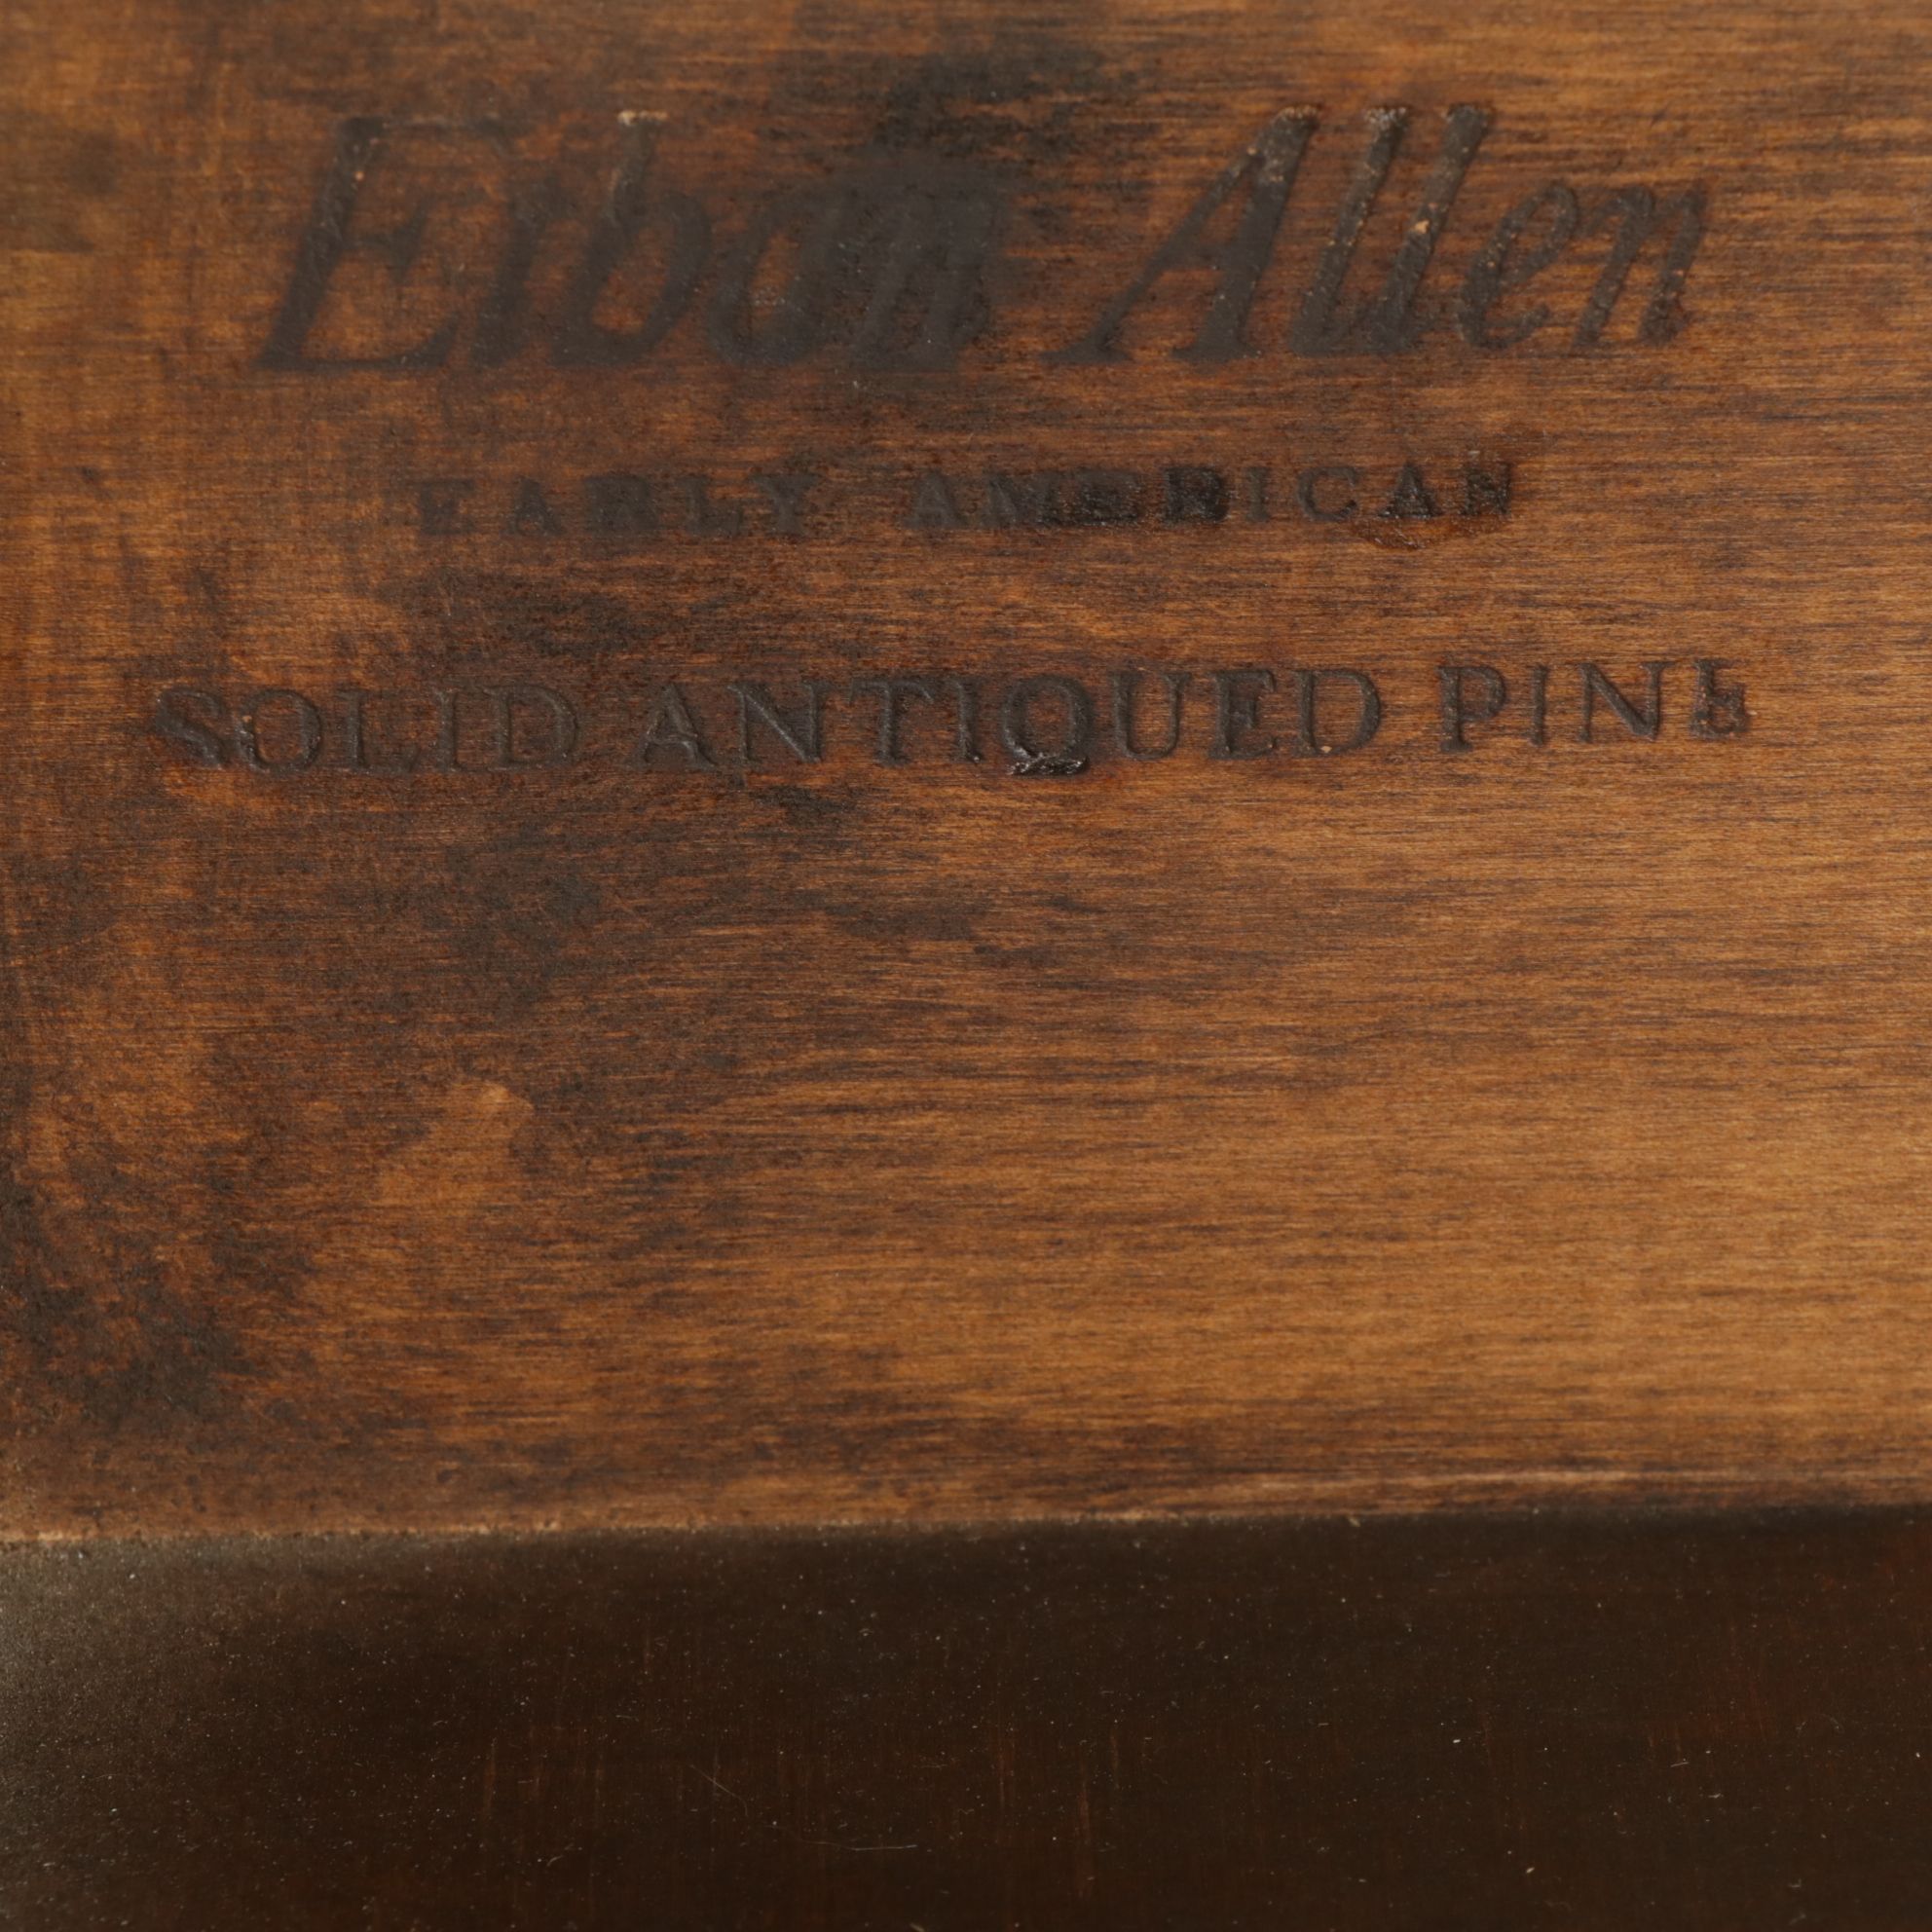 Ethan Allen
EARLY AMERICAN
SOLID ANTIQUED PINE